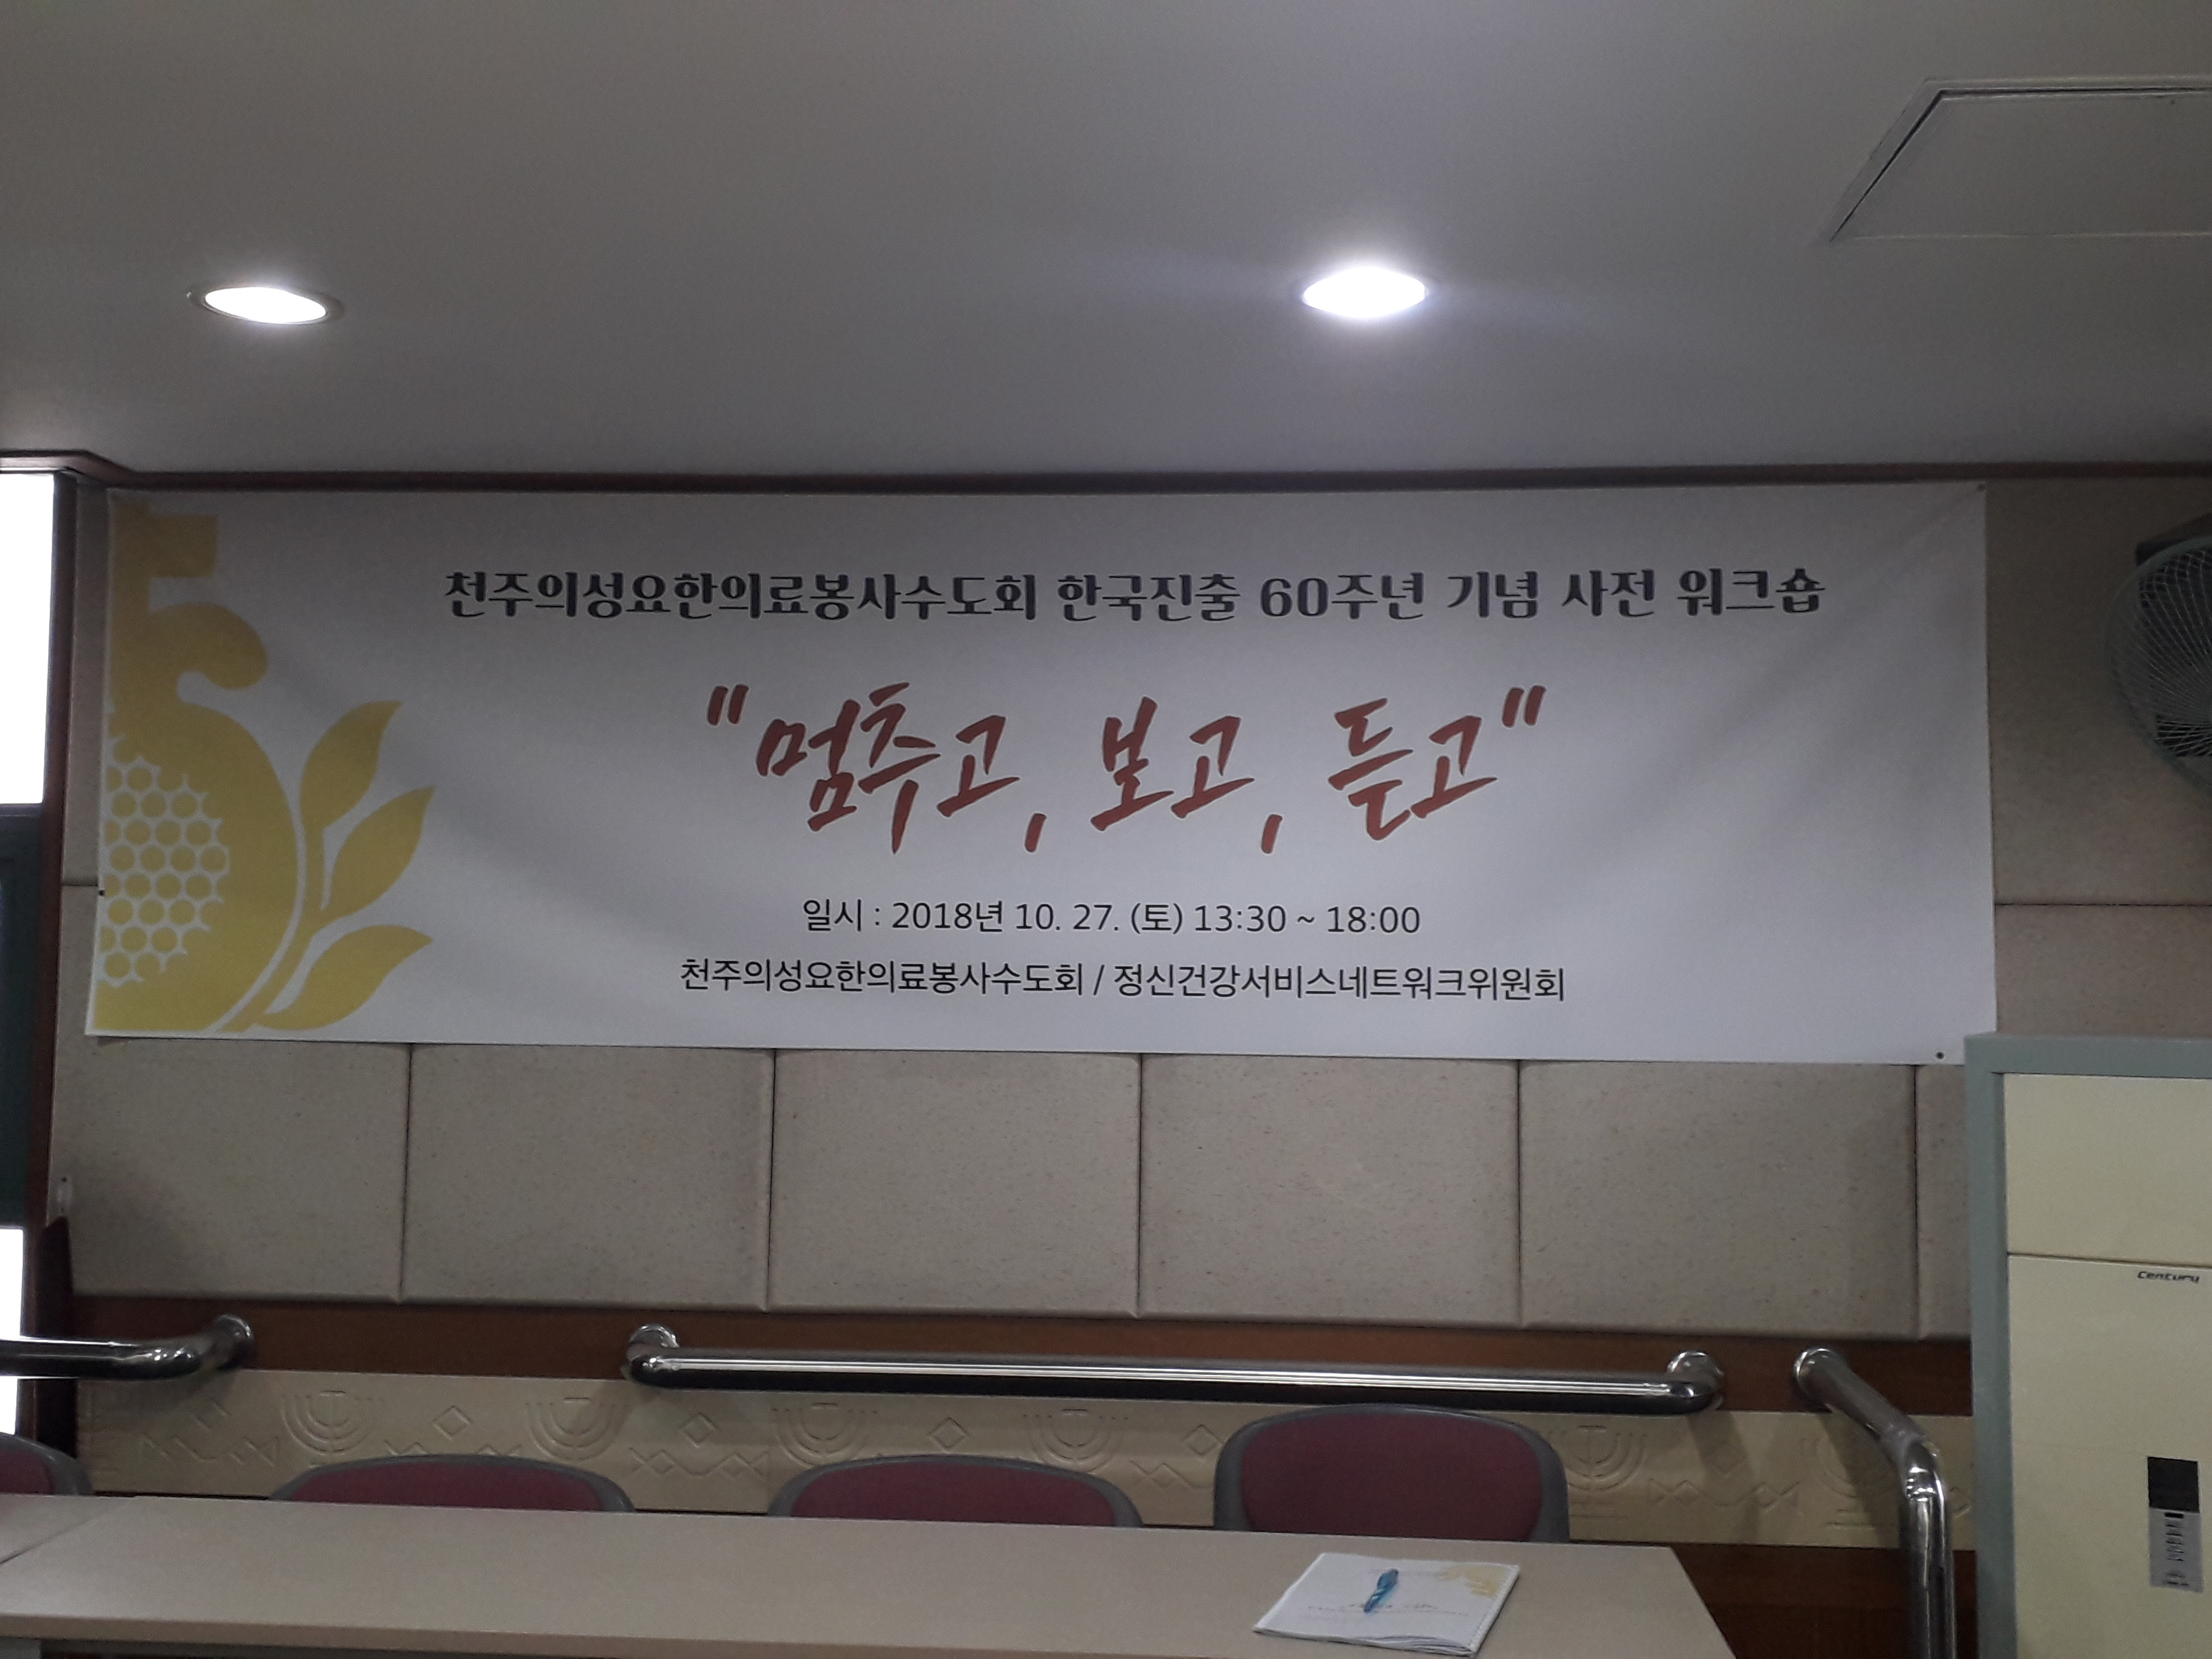 천주의성요한의료봉사수도회 한국진출 60주년 기념 사전 워크숍
"멈추고, 보고, 듣고"
일시 : 2018년 10. 27. (토) 13:30 ~ 18:00
천주의성요한의료봉사수도회 / 정신건강서비스네트워크위원회
Century